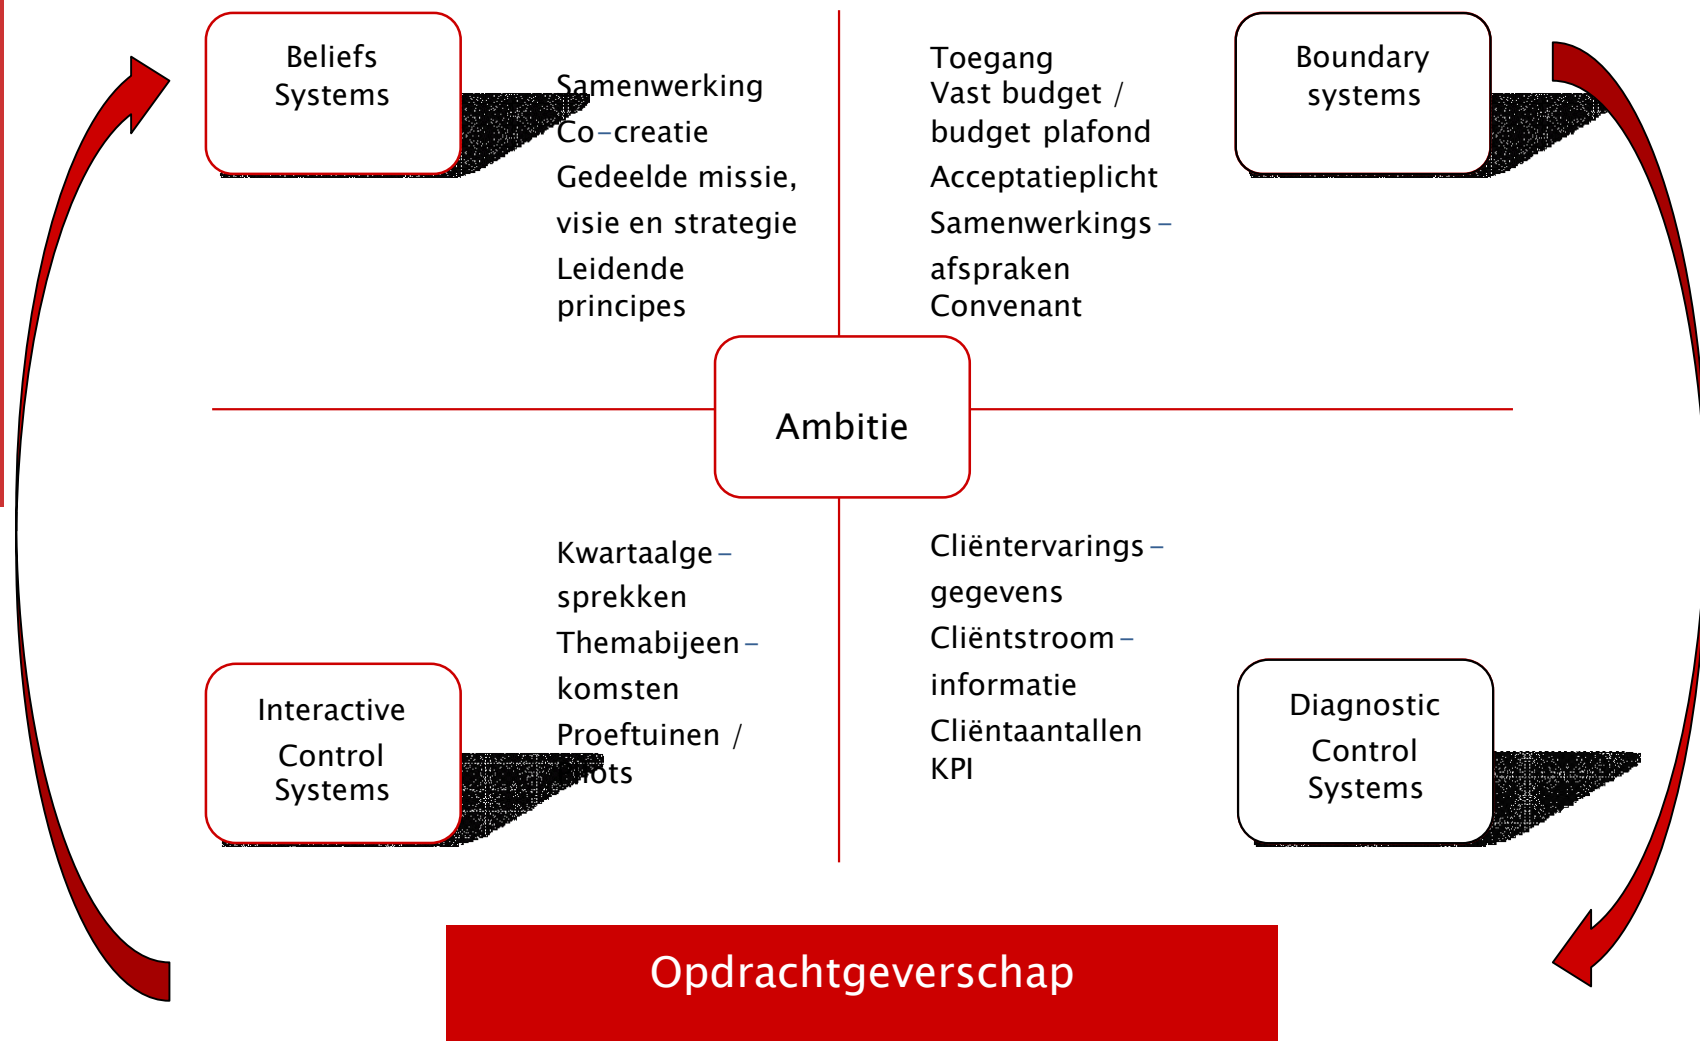 Beliefs
Systems
Samenwerking
Co-creatie
Gedeelde missie,
visie en strategie
Leidende
principes
Toegang
Vast budget /
budget plafond
Acceptatieplicht
Samenwerkings-
afspraken
Convenant
Boundary
systems
Ambitie
Interactive
Control
Systems
Kwartaalge-
sprekken
Themabijeen-
komsten
Proeftuinen /
Cliëntervarings-
gegevens
Cliëntstroom-
informatie
Cliëntaantallen
KPI
Diagnostic
Control
Systems
Opdrachtgeverschap